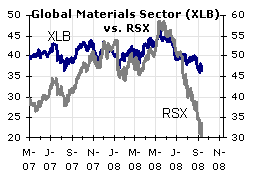 Global Materials Sector (XLB)
vs. RSX
50 60
45 55
40 50
35 45
30 40
25 35
20 30
XLB
RSX
M- J- S- N- J- M- M- J- S- N-
07 07 07 07 08 08 08 08 08 08